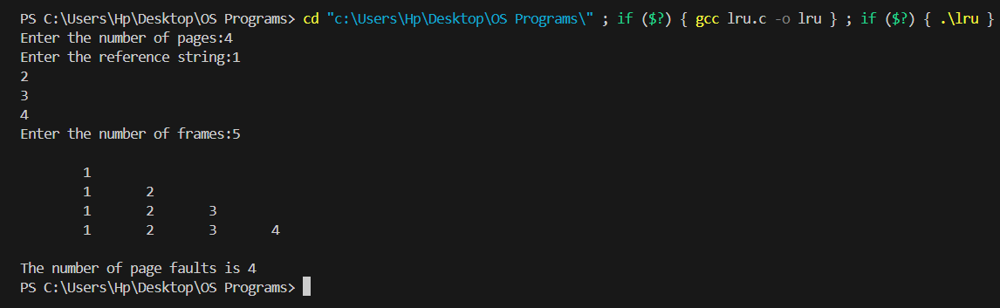 PS C:\Users\Hp\Desktop\OS Programs> cd "c:\Users\Hp\Desktop\OS Programs\" ; if ($?) { gcc lru.c -o lru } ; if ($?) { .\lru }
Enter the number of pages:4
Enter the reference string:1
2
3
4
Enter the number of frames:5
1
1 2
1 2 3
1 2 3 4
The number of page faults is 4
PS C:\Users\Hp\Desktop\OS Programs>